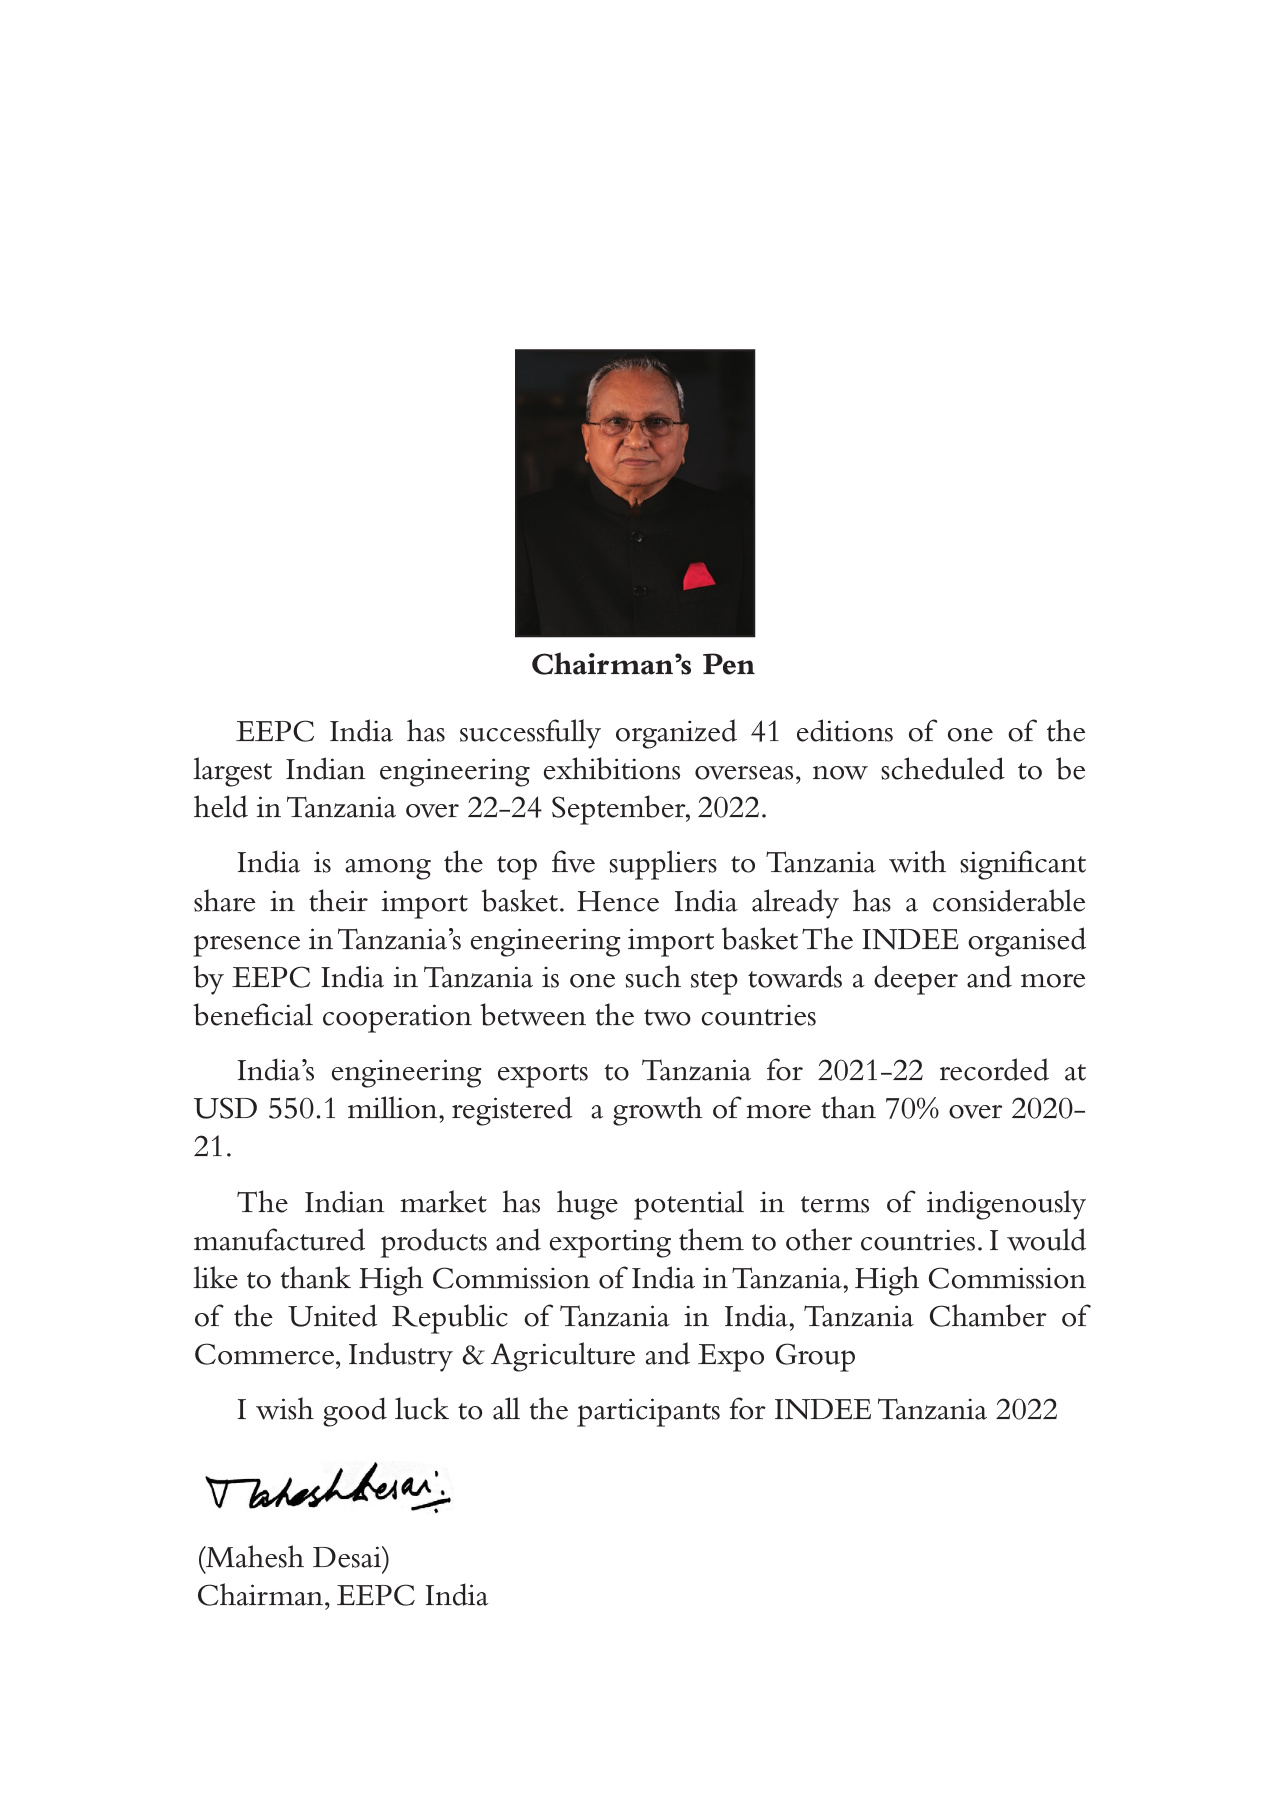 Chairman’s Pen
EEPC India has successfully organized 41 editions of one of the
largest Indian engineering exhibitions overseas, now scheduled to be
held in Tanzania over 22-24 September, 2022.
India is among the top five suppliers to Tanzania with significant
share in their import basket. Hence India already has a considerable
presence in Tanzania’s engineering import basket The INDEE organised
by EEPC India in Tanzania is one such step towards a deeper and more
beneficial cooperation between the two countries
India’s engineering exports to Tanzania for 2021-22 recorded at
USD 550.1 million, registered a growth of more than 70% over 2020-
21.
The Indian market has huge potential in terms of indigenously
manufactured products and exporting them to other countries. I would
like to thank High Commission of India in Tanzania, High Commission
of the United Republic of Tanzania in India, Tanzania Chamber of
Commerce, Industry & Agriculture and Expo Group
I wish good luck to all the participants for INDEE Tanzania 2022
Mahesh Desai
(Mahesh Desai)
Chairman, EEPC India